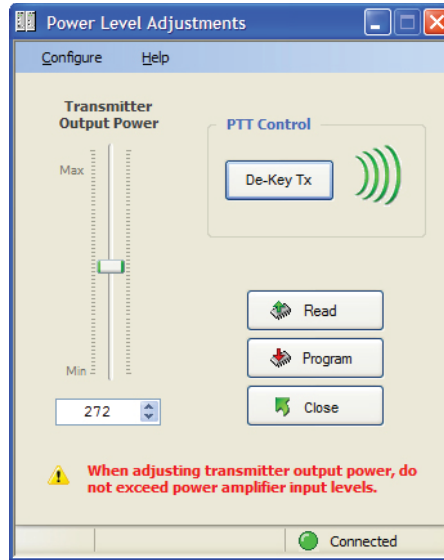 Power Level Adjustments
Configure Help
Transmitter
Output Power
Max
Min
272
PTT Control
De-Key Tx
Read
Program
Close
When adjusting transmitter output power, do
not exceed power amplifier input levels.
Connected